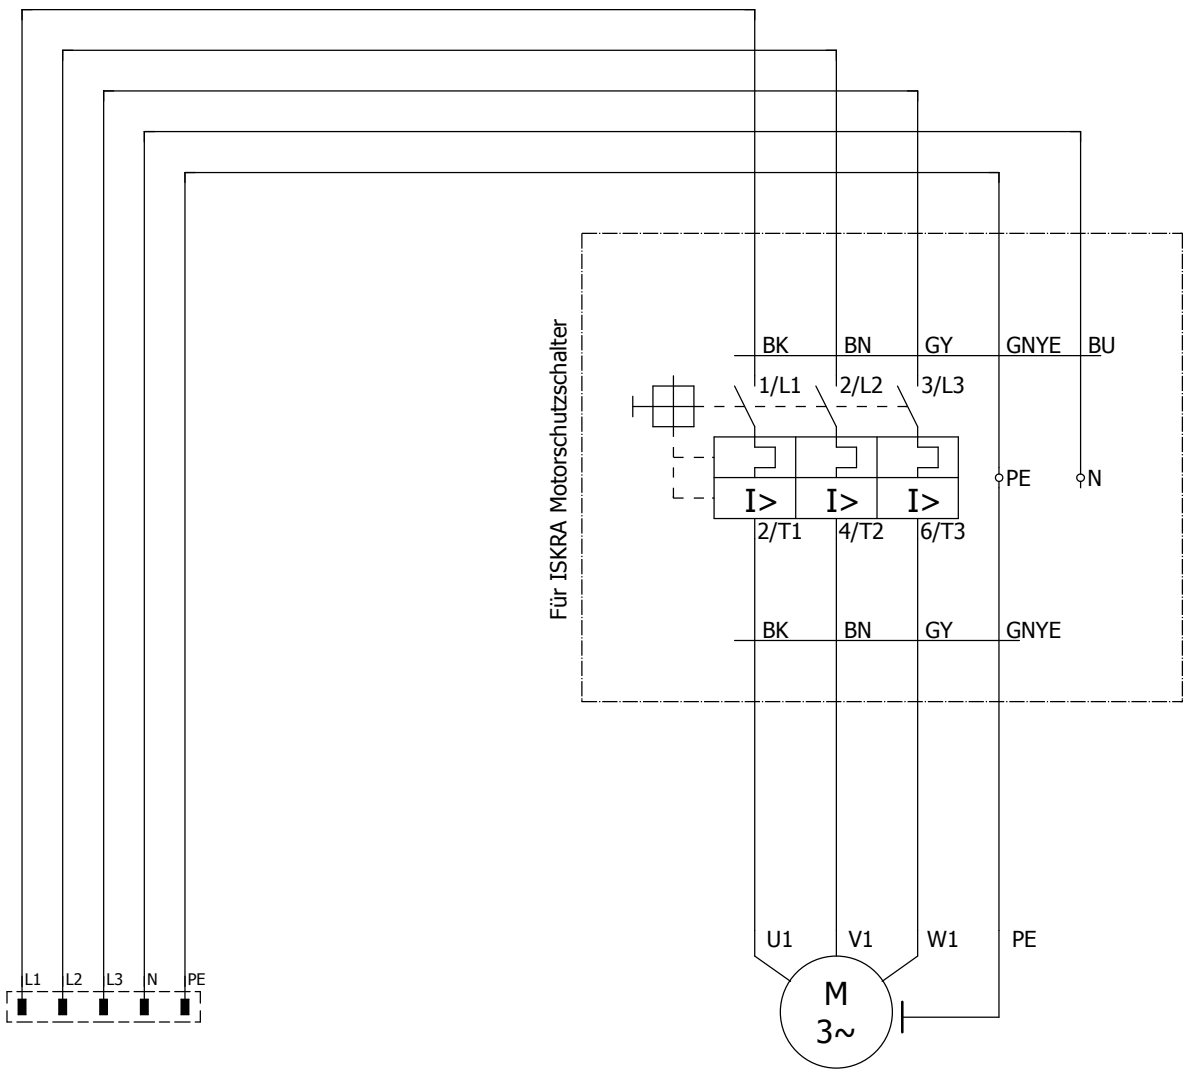 Für ISKRA Motorschutzschalter
BK BN GY GNYE BU
1/L1 2/L2 3/L3
PE N
I> I> I>
2/T1 4/T2 6/T3
BK BN GY GNYE
U1 V1 W1 PE
L1 L2 L3 N PE
M
3~